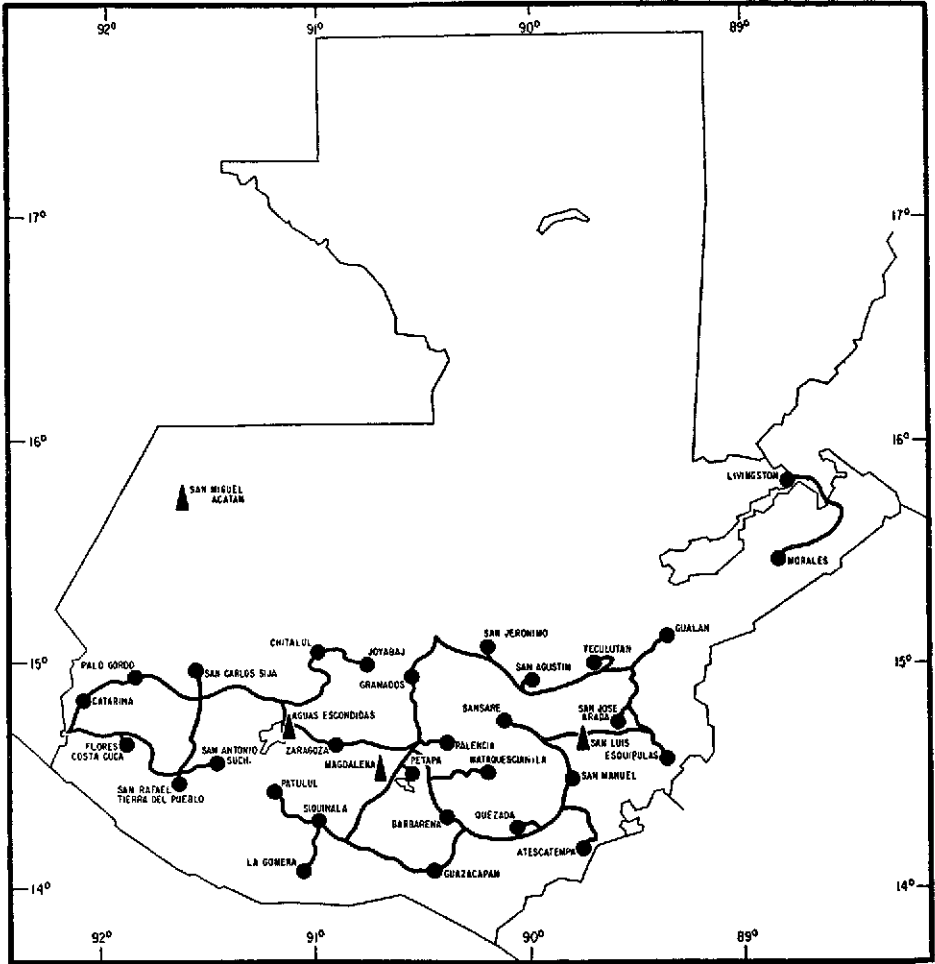 92°
91°
90°
89°
17°
17°
16°
16°
SAN MIGUEL
ACATAN
LIVINGSTON
MORALES
GUALAN
SAN JERONIMO
CHITALUL
JOYABAJ
TECULUTAN
15°
15°
PALO GORDO
SAN CARLOS SIJA
GRANADOS
SAN AGUSTIN
CATARINA
SANSARE
SAN JOSE
ARADA
AGUAS ESCONDIDAS
FLORES
COSTA CUCA
SAN ANTONIO
SUCH.
ZARAGOZA
PALENCIA
SAN LUIS
ESQUIPULAS
MAGDALENA
PETAPA
MATAQUESCUINTLA
SAN RAFAEL
TIERRA DEL PUEBLO
PATULUL
SAN MANUEL
SIQUINALA
BARBARENA
QUEZADA
ATESCATEMPA
LA GOMERA
GUAZACAPAN
14°
14°
92°
91°
90°
89°